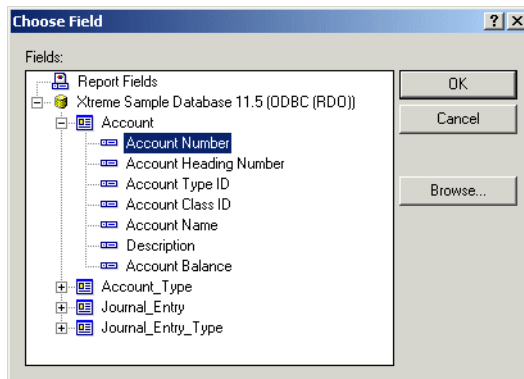 Choose Field
Fields:
Report Fields
Xtreme Sample Database 11.5 (ODBC (RDO))
Account
Account Number
Account Heading Number
Account Type ID
Account Class ID
Account Name
Description
Account Balance
Account_Type
Journal_Entry
Journal_Entry_Type
OK
Cancel
Browse...